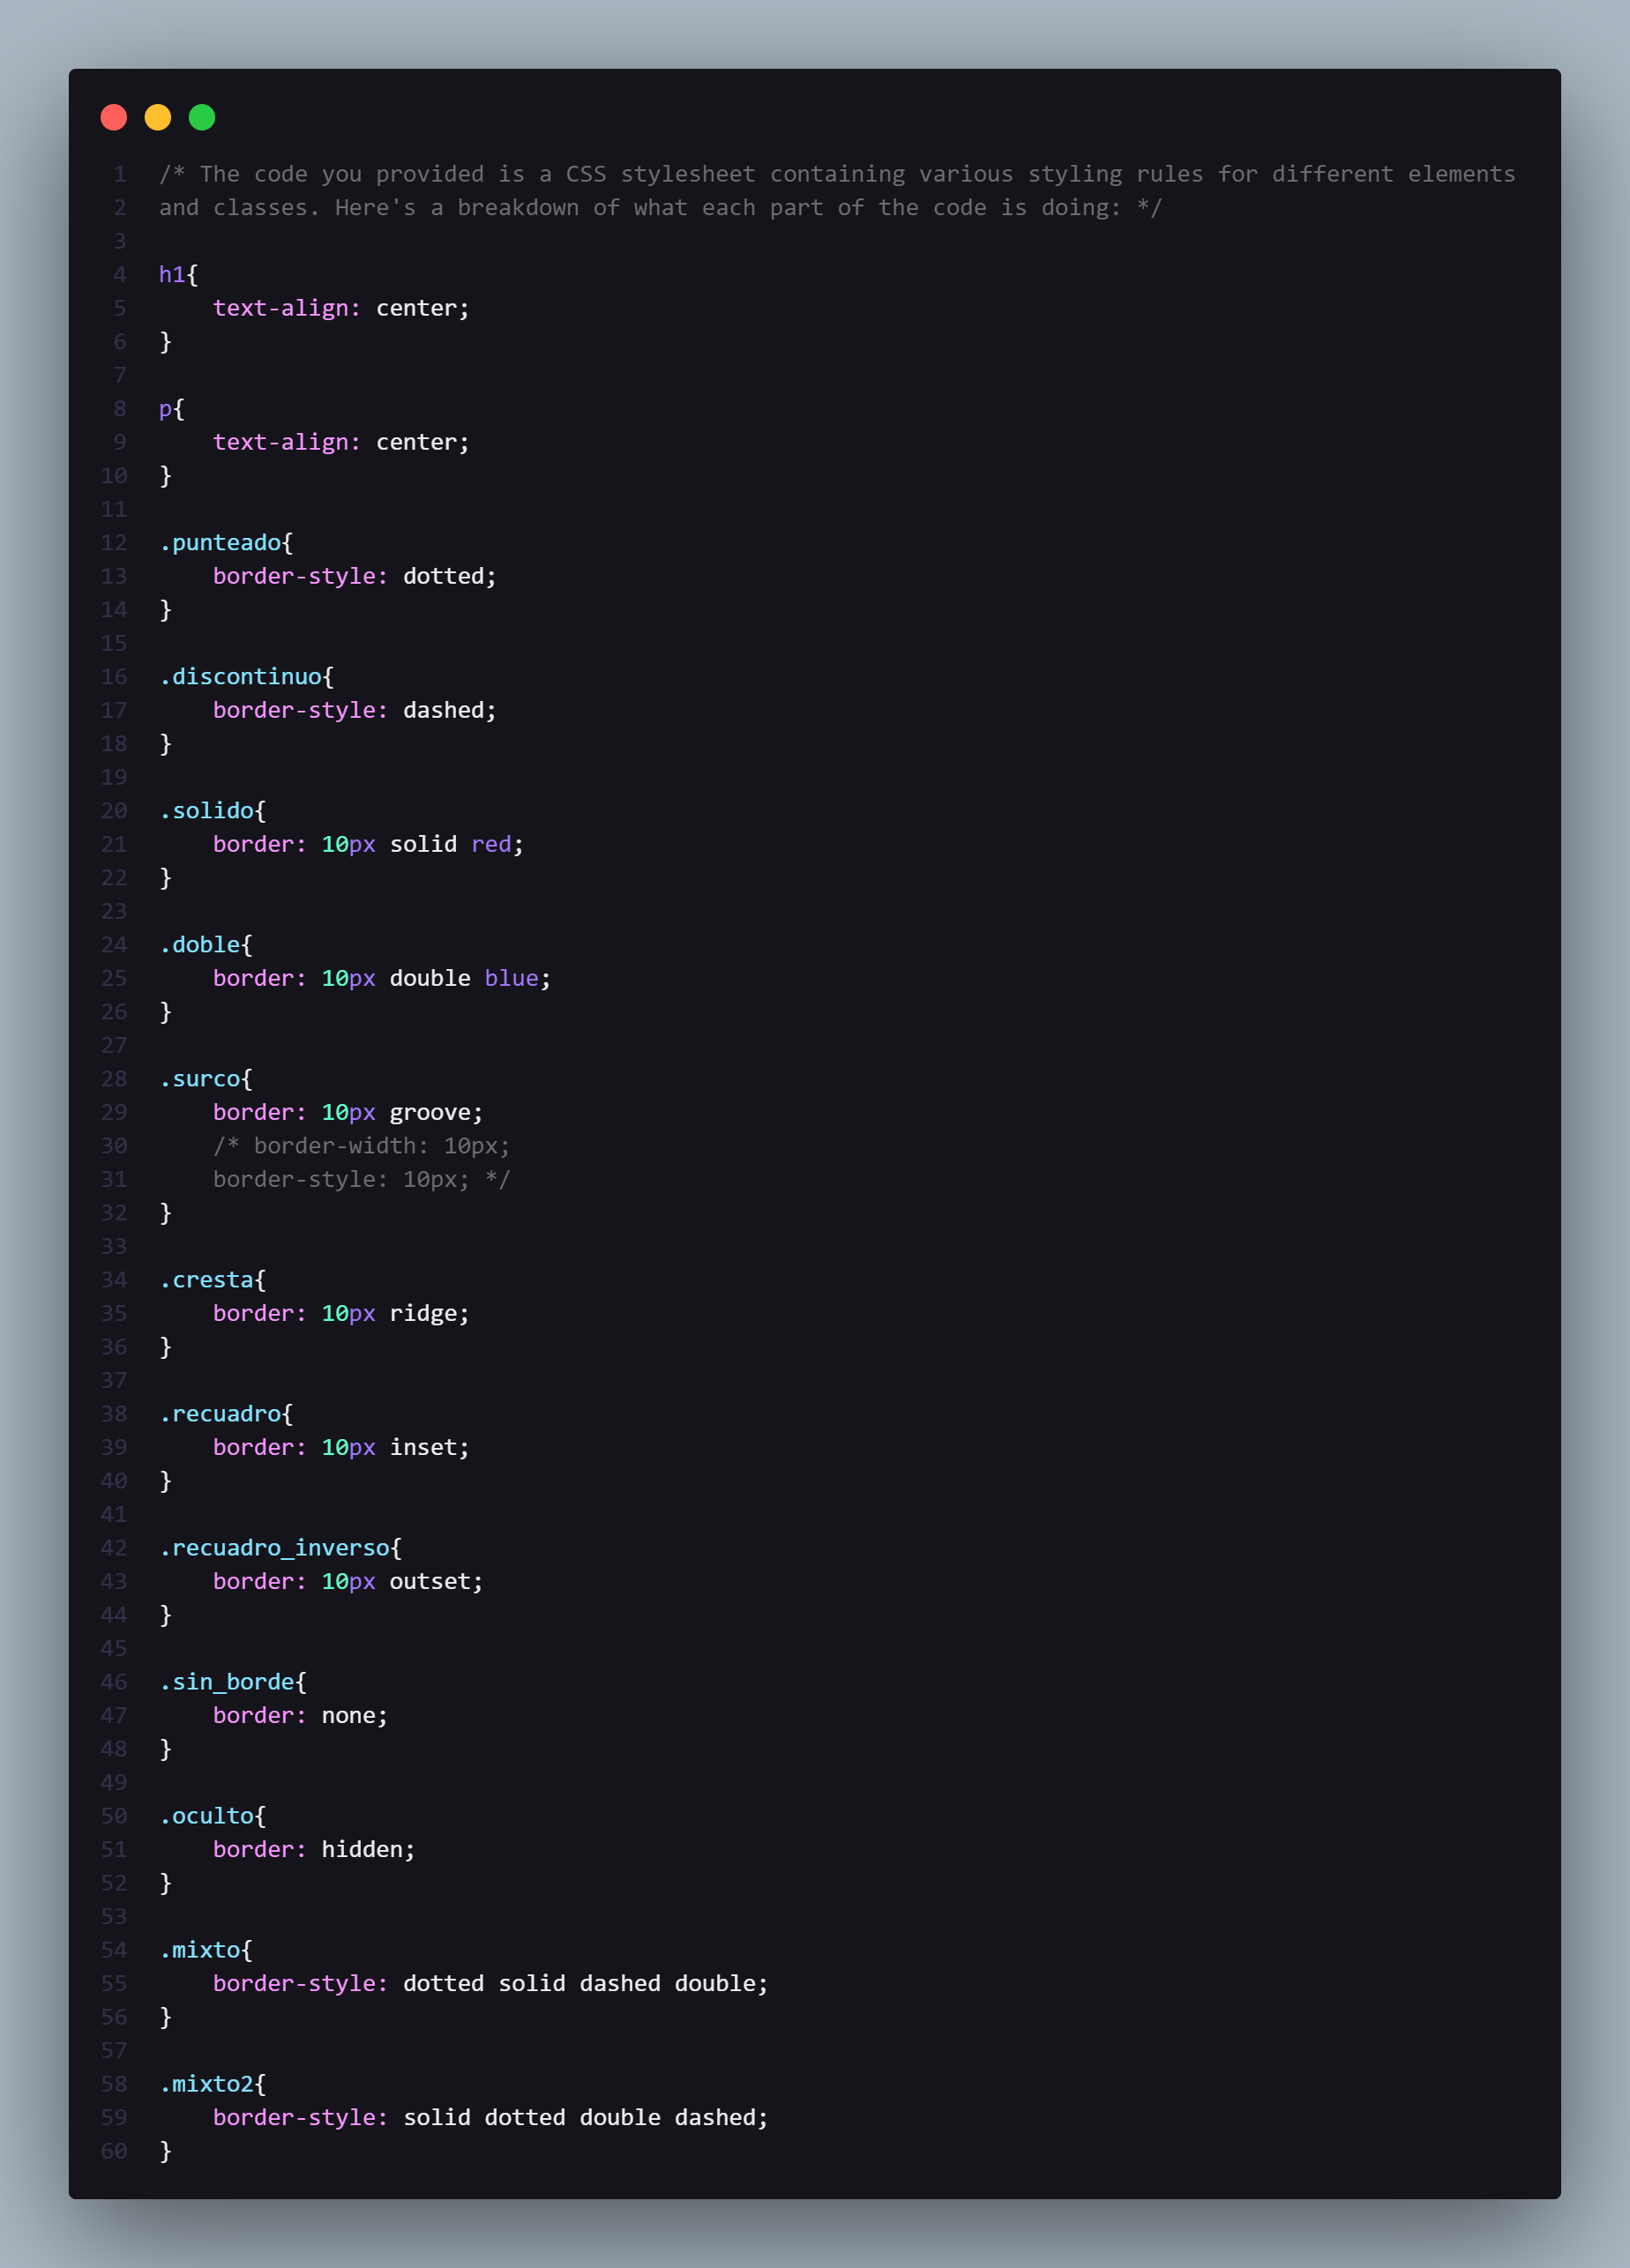 1 /* The code you provided is a CSS stylesheet containing various styling rules for different elements
2 and classes. Here's a breakdown of what each part of the code is doing: */
3
4 h1{
5     text-align: center;
6 }
7
8 p{
9     text-align: center;
10 }
11
12 .punteado{
13     border-style: dotted;
14 }
15
16 .discontinuo{
17     border-style: dashed;
18 }
19
20 .solido{
21     border: 10px solid red;
22 }
23
24 .doble{
25     border: 10px double blue;
26 }
27
28 .surco{
29     border: 10px groove;
30     /* border-width: 10px;
31     border-style: 10px; */
32 }
33
34 .cresta{
35     border: 10px ridge;
36 }
37
38 .recuadro{
39     border: 10px inset;
40 }
41
42 .recuadro_inverso{
43     border: 10px outset;
44 }
45
46 .sin_borde{
47     border: none;
48 }
49
50 .oculto{
51     border: hidden;
52 }
53
54 .mixto{
55     border-style: dotted solid dashed double;
56 }
57
58 .mixto2{
59     border-style: solid dotted double dashed;
60 }